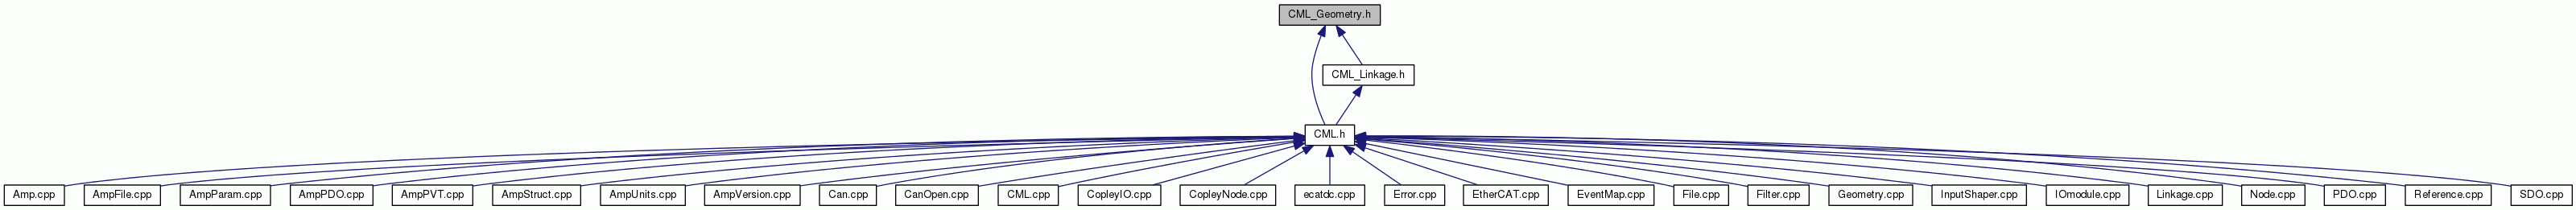 CML_Geometry.h
CML_Linkage.h
CML.h
Amp.cpp AmpFile.cpp AmpParam.cpp AmpPDO.cpp AmpPVT.cpp AmpStruct.cpp AmpUnits.cpp AmpVersion.cpp Can.cpp CanOpen.cpp CML.cpp CopleyIO.cpp CopleyNode.cpp ecatdc.cpp Error.cpp EtherCAT.cpp EventMap.cpp File.cpp Filter.cpp Geometry.cpp InputShaper.cpp IOmodule.cpp Linkage.cpp Node.cpp PDO.cpp Reference.cpp SDO.cpp